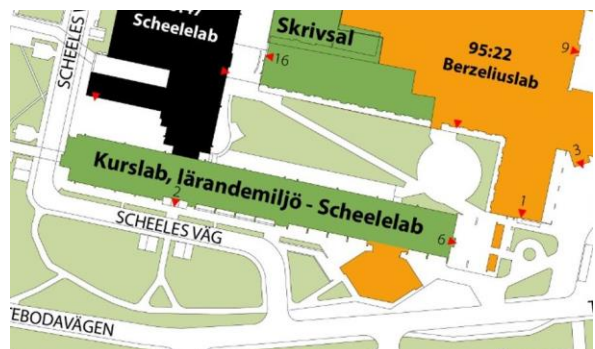 Scheelelab
Skrivsal
16
95:22
Berzeliuslab
9
3
SCHEELES V
Kurslab, lärandemiljö - Scheelelab
2
1
6
SCHEELES VÄG
TEBODAVÄGEN
T